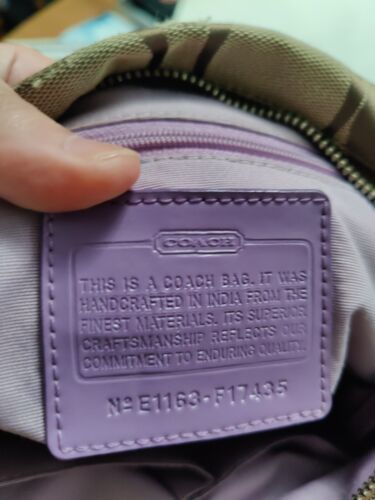 COACH
THIS IS A COACH BAG. IT WAS
HANDCRAFTED IN INDIA FROM THE
FINEST MATERIALS. ITS SUPERIOR
CRAFTSMANSHIP REFLECTS OUR
COMMITMENT TO ENDURING QUALITY.
Nº E1163-F17435